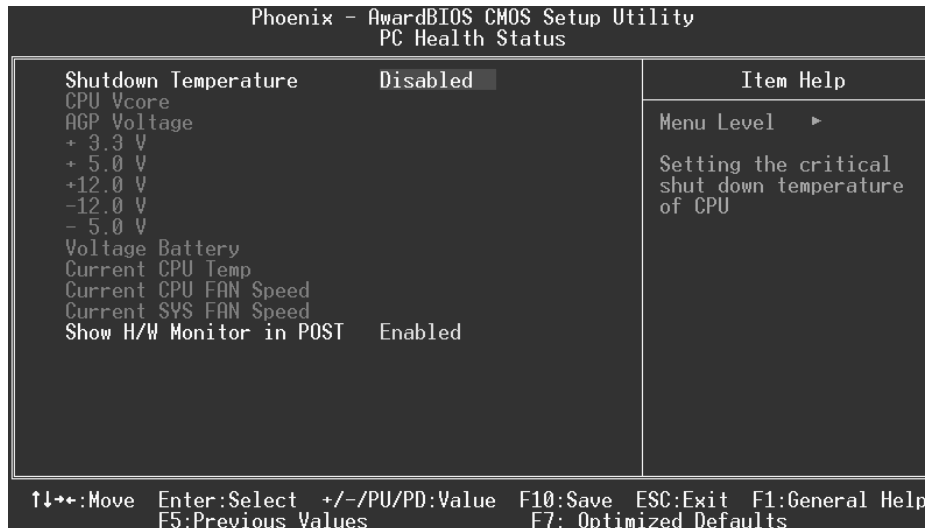 Phoenix - AwardBIOS CMOS Setup Utility
PC Health Status
Shutdown Temperature Disabled
CPU Vcore
AGP Voltage
+ 3.3 V
+ 5.0 V
+12.0 V
-12.0 V
- 5.0 V
Voltage Battery
Current CPU Temp
Current CPU FAN Speed
Current SYS FAN Speed
Show H/W Monitor in POST Enabled
Item Help
Menu Level ►
Setting the critical
shut down temperature
of CPU
↑↓→←:Move Enter:Select +/-/PU/PD:Value F10:Save ESC:Exit F1:General Help
F5:Previous Values F7: Optimized Defaults